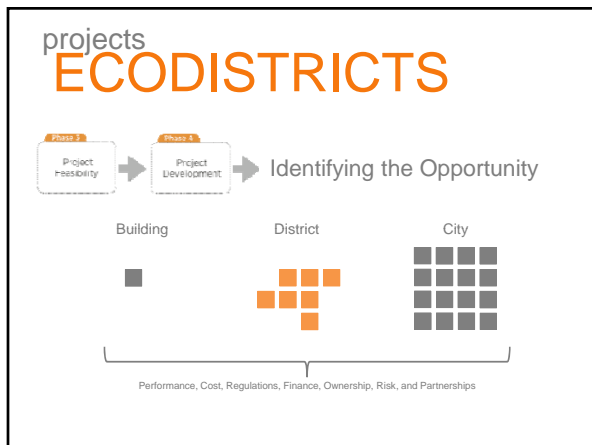 projects
ECODISTRICTS
Phase 3
Project
Feasibility
Phase 4
Project
Development
Identifying the Opportunity
Building
District
City
Performance, Cost, Regulations, Finance, Ownership, Risk, and Partnerships